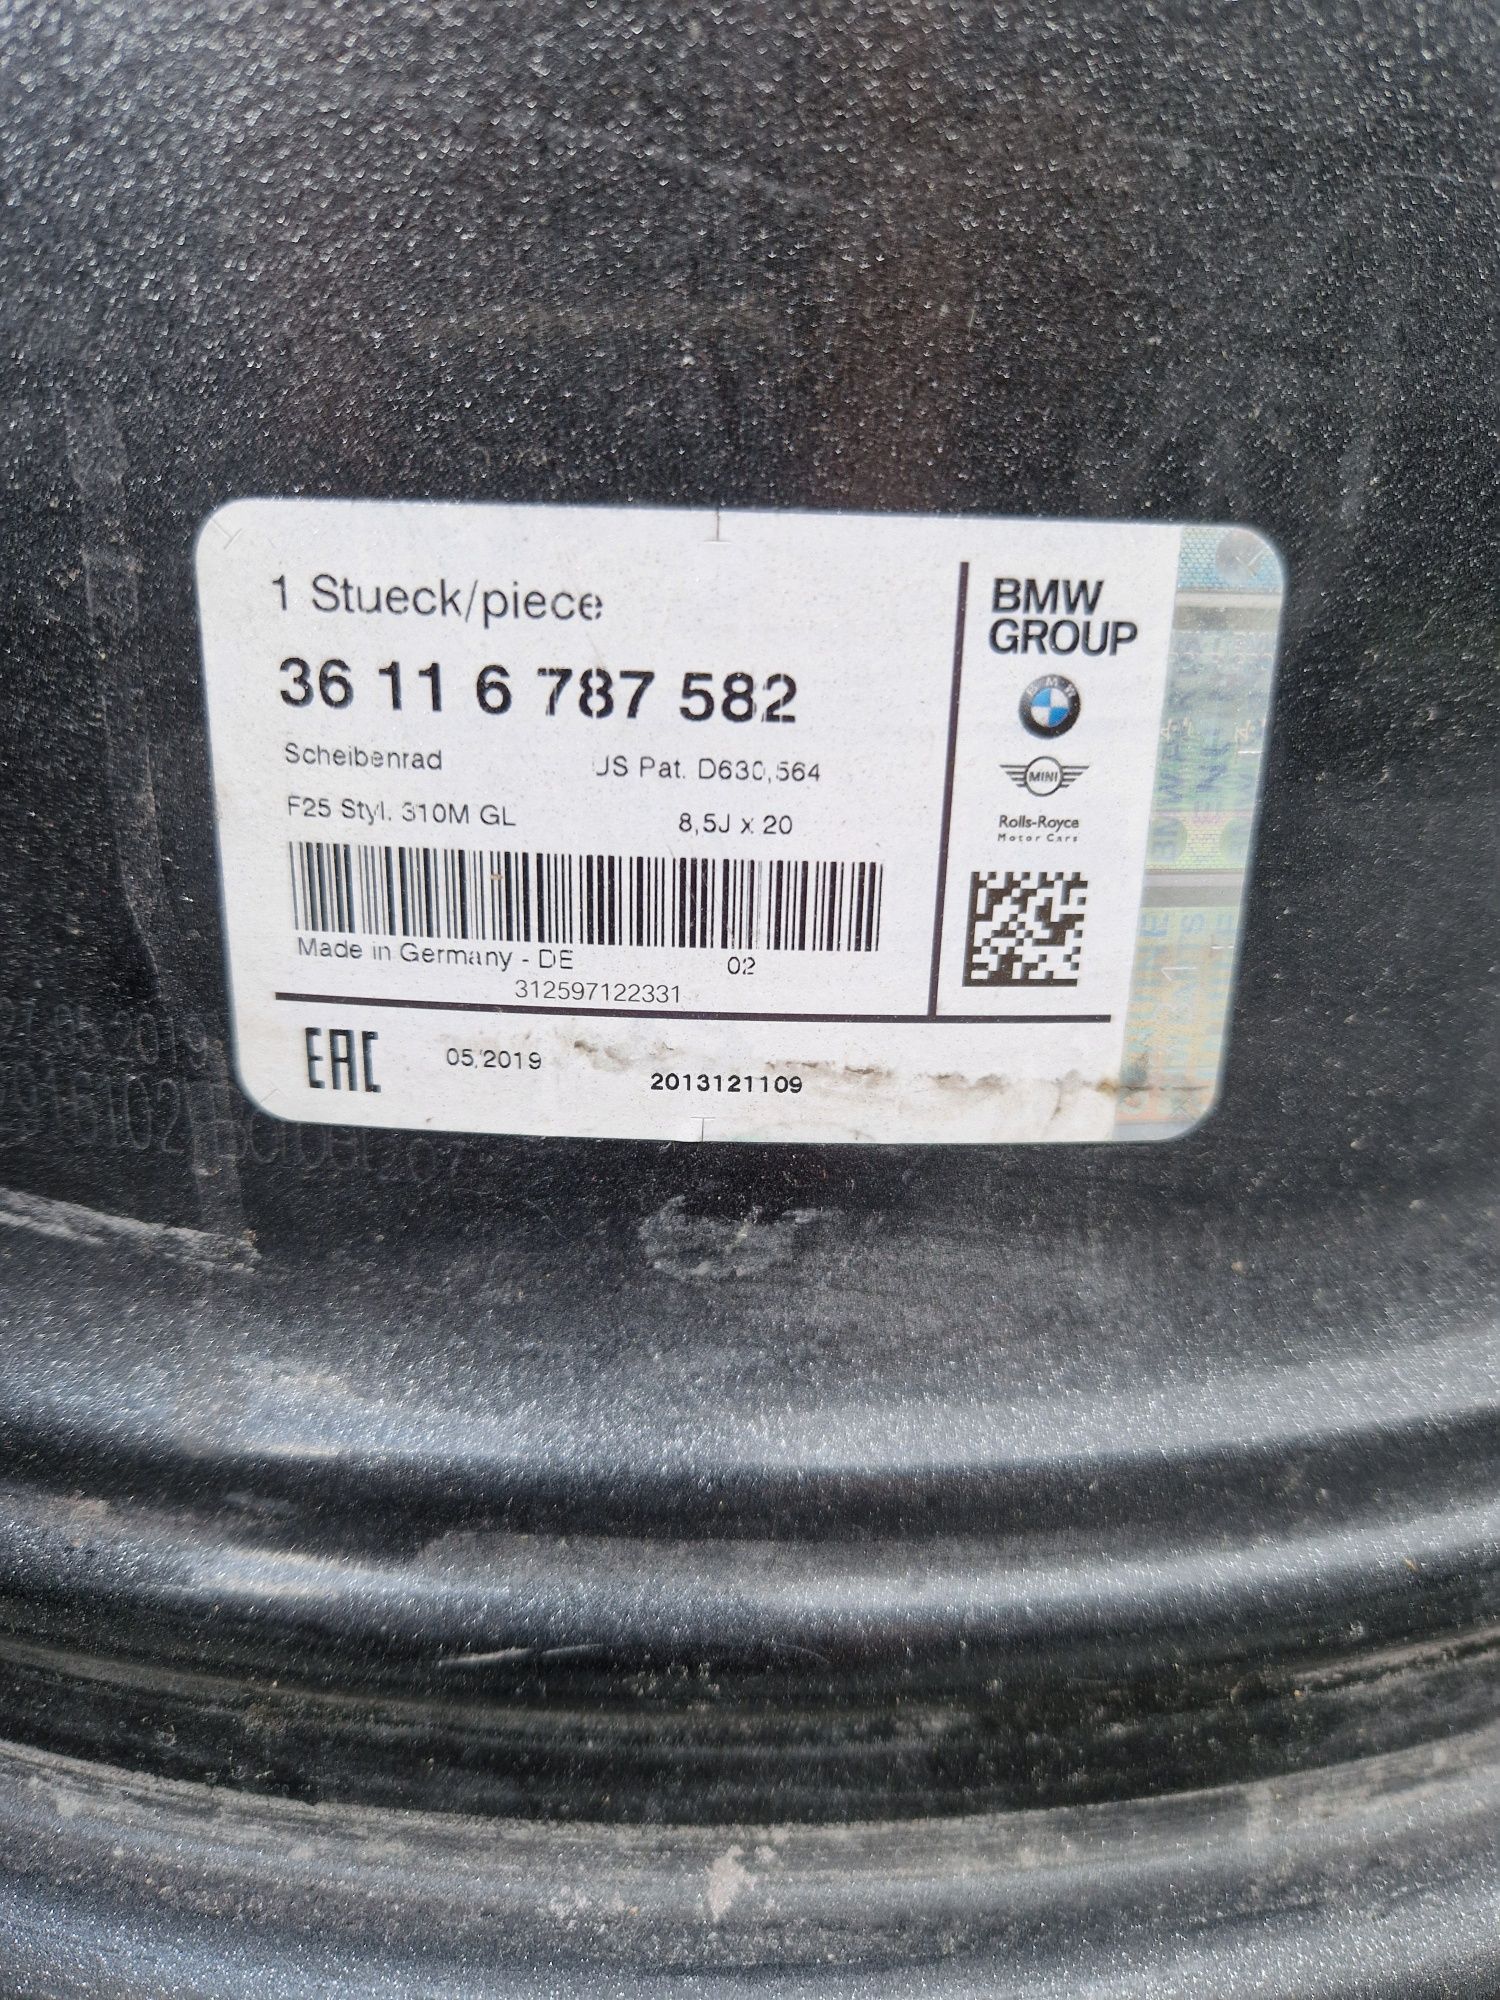 1 Stueck/piece
36 11 6 787 582
Scheibenrad US Pat. D630,564
F25 Styl. 310M GL 8,5J x 20
Made in Germany - DE 02
312597122331
EAC 05.2019 2013121109
BMW
GROUP
BMW
MINI
Rolls-Royce
Motor Cars